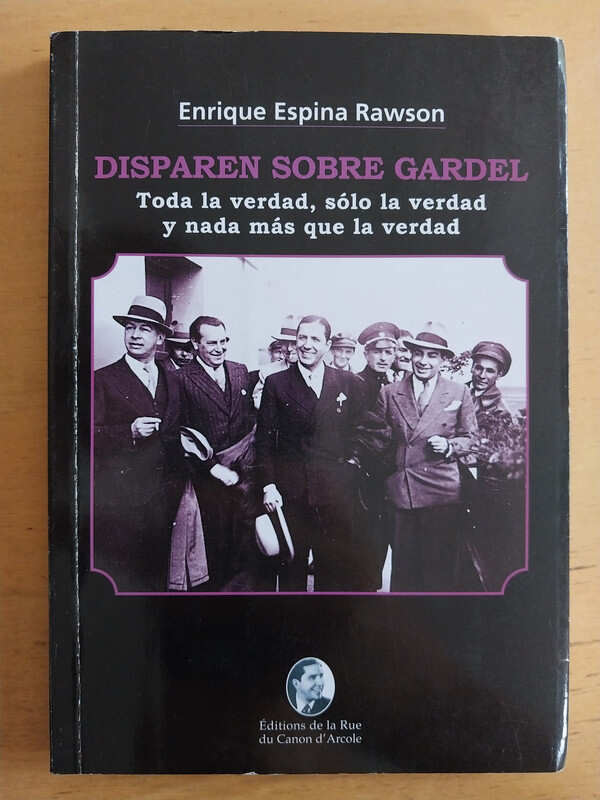 Enrique Espina Rawson
DISPAREN SOBRE GARDEL
Toda la verdad, sólo la verdad
y nada más que la verdad
Éditions de la Rue
du Canon d'Arcole